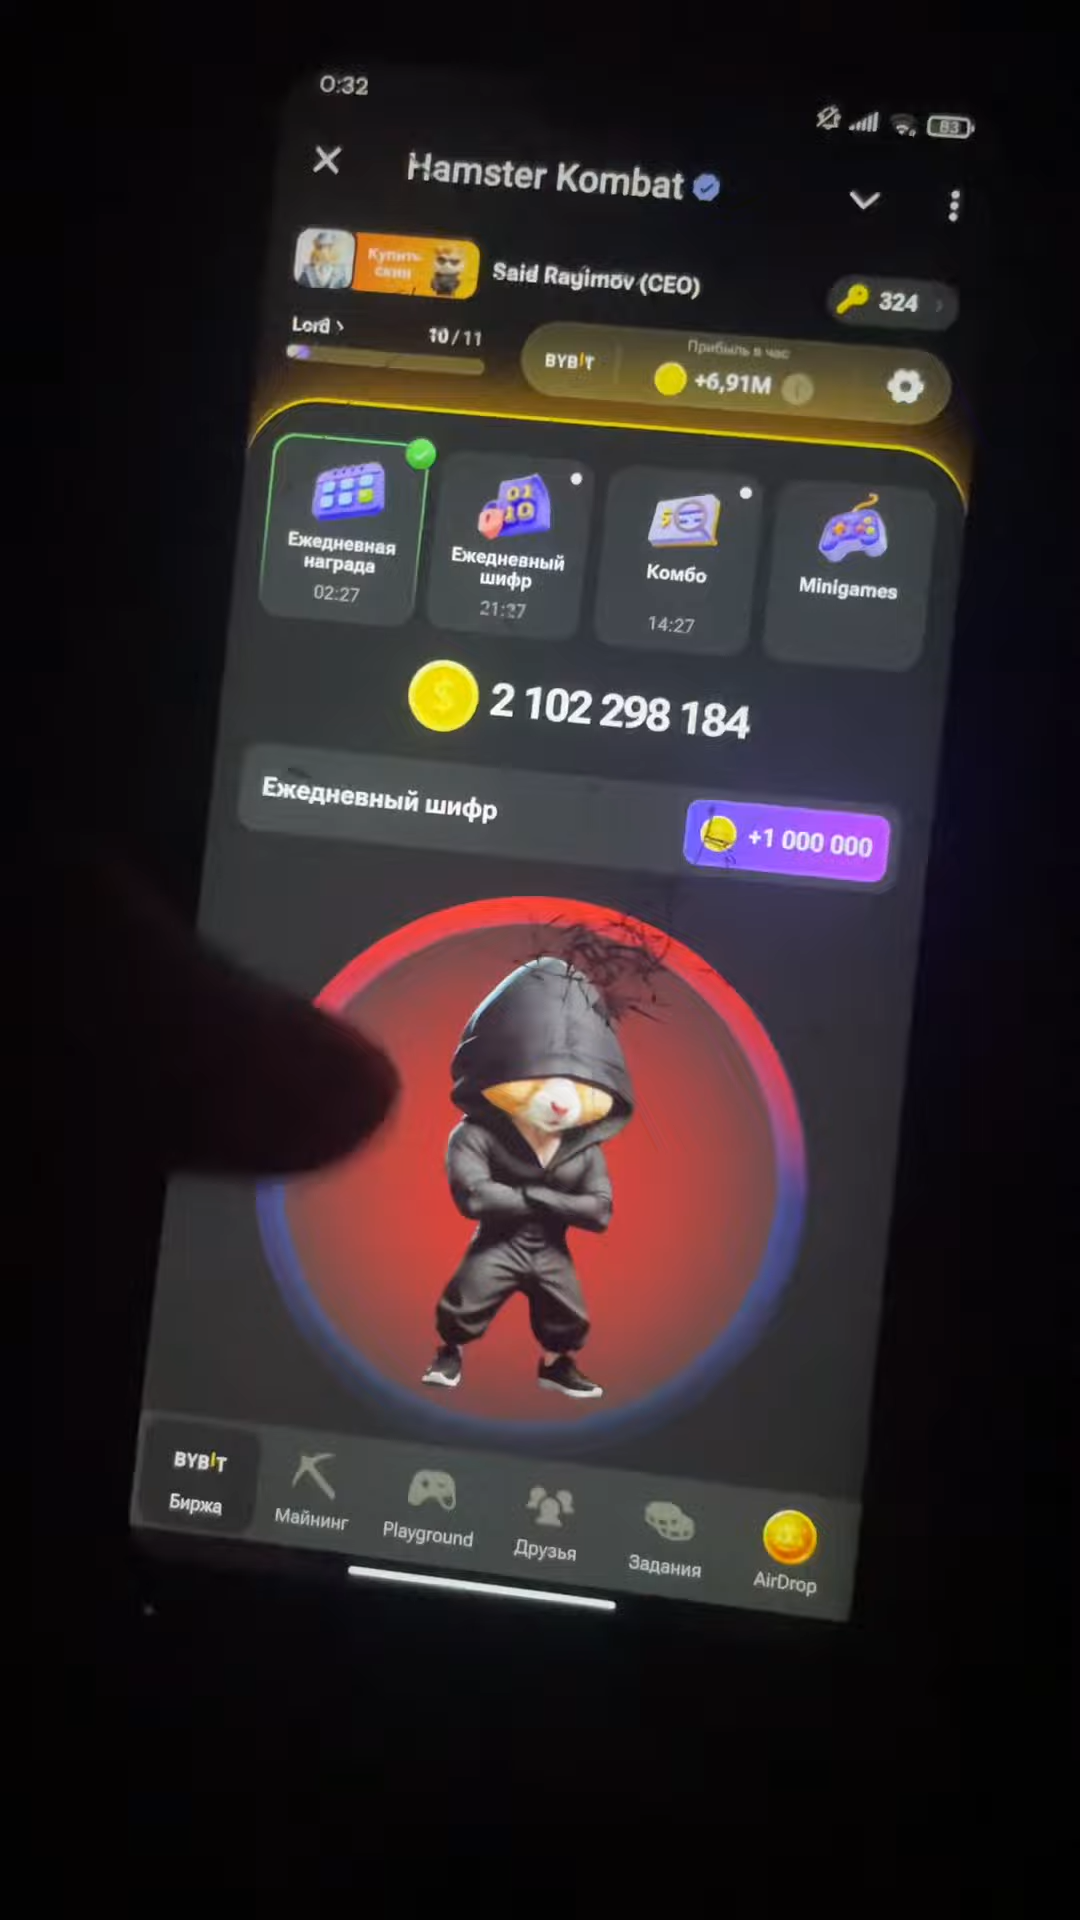 0:32
83
Hamster Kombat
Купить
скин
Said Rayimov (CEO)
324
Lord >
10/11
BYBIT
Прибыль в час
+6,91M
Ежедневная
награда
02:27
Ежедневный
шифр
21:27
Комбо
14:27
Minigames
2 102 298 184
Ежедневный шифр
+1 000 000
BYBIT
Биржа
Майнинг
Playground
Друзья
Задания
AirDrop